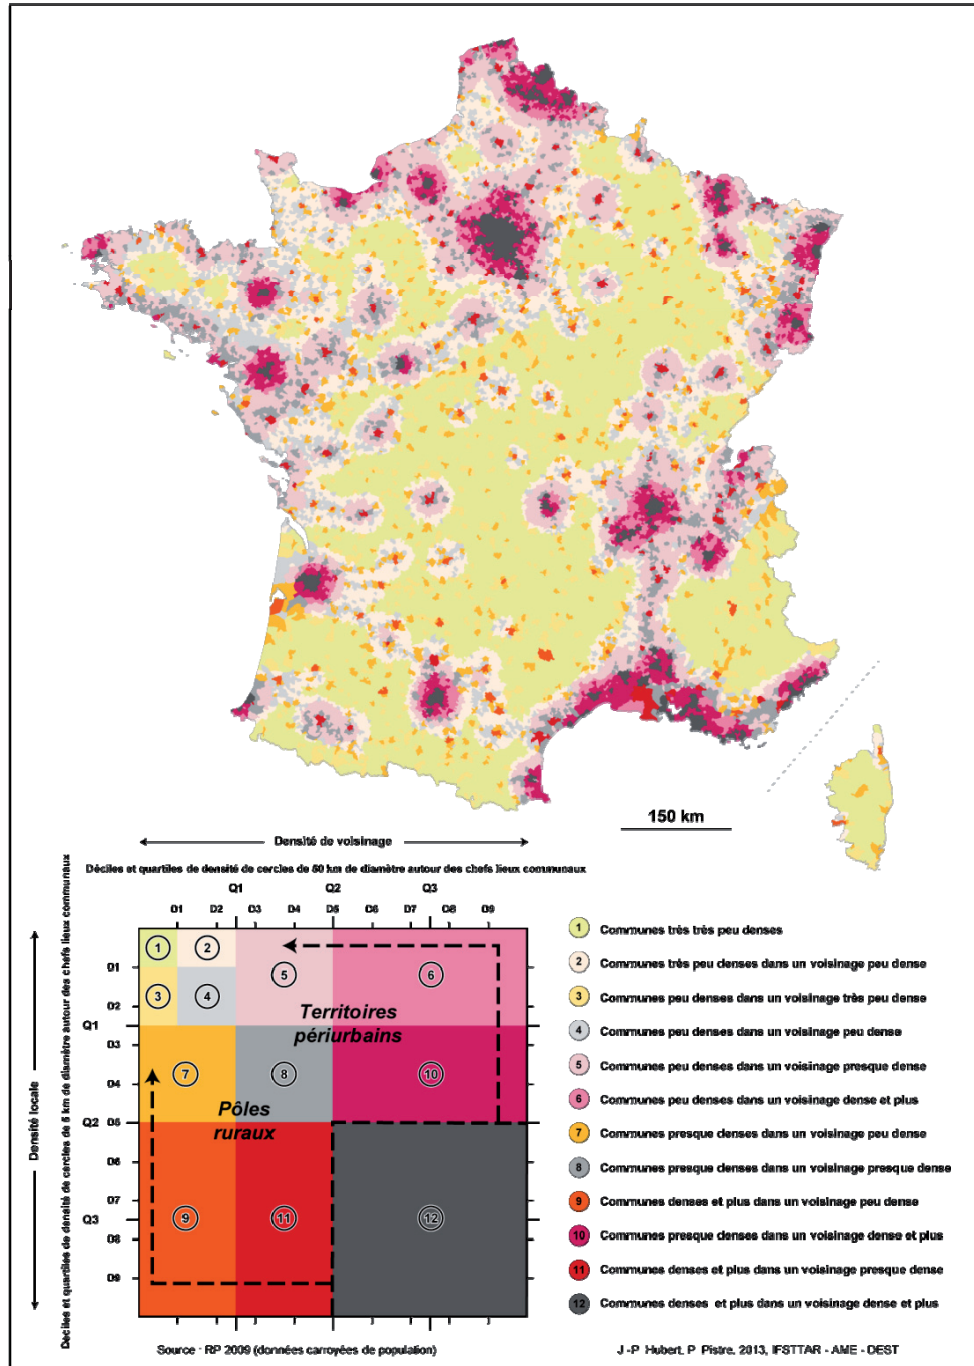 150 km
Densité de voisinage
Déciles et quartiles de densité de cercles de 50 km de diamètre autour des chefs lieux communaux
Q1 Q2 Q3
D1 D2 D3 D4 D5 D6 D7 D8 D9
Densité locale
Déciles et quartiles de densité de cercles de 5 km de diamètre autour des chefs lieux communaux
D1
D2
Q1
D3
D4
Q2 D5
D6
D7
Q3
D8
D9
1 2
3 4
5 6
Territoires
périurbains
7 8 10
Pôles
ruraux
9 11 12
1 Communes très très peu denses
2 Communes très peu denses dans un voisinage peu dense
3 Communes peu denses dans un voisinage très peu dense
4 Communes peu denses dans un voisinage peu dense
5 Communes peu denses dans un voisinage presque dense
6 Communes peu denses dans un voisinage dense et plus
7 Communes presque denses dans un voisinage peu dense
8 Communes presque denses dans un voisinage presque dense
9 Communes denses et plus dans un voisinage peu dense
10 Communes presque denses dans un voisinage dense et plus
11 Communes denses et plus dans un voisinage presque dense
12 Communes denses et plus dans un voisinage dense et plus
Source : RP 2009 (données carroyées de population)
J.-P. Hubert, P. Pistre, 2013, IFSTTAR - AME - DEST